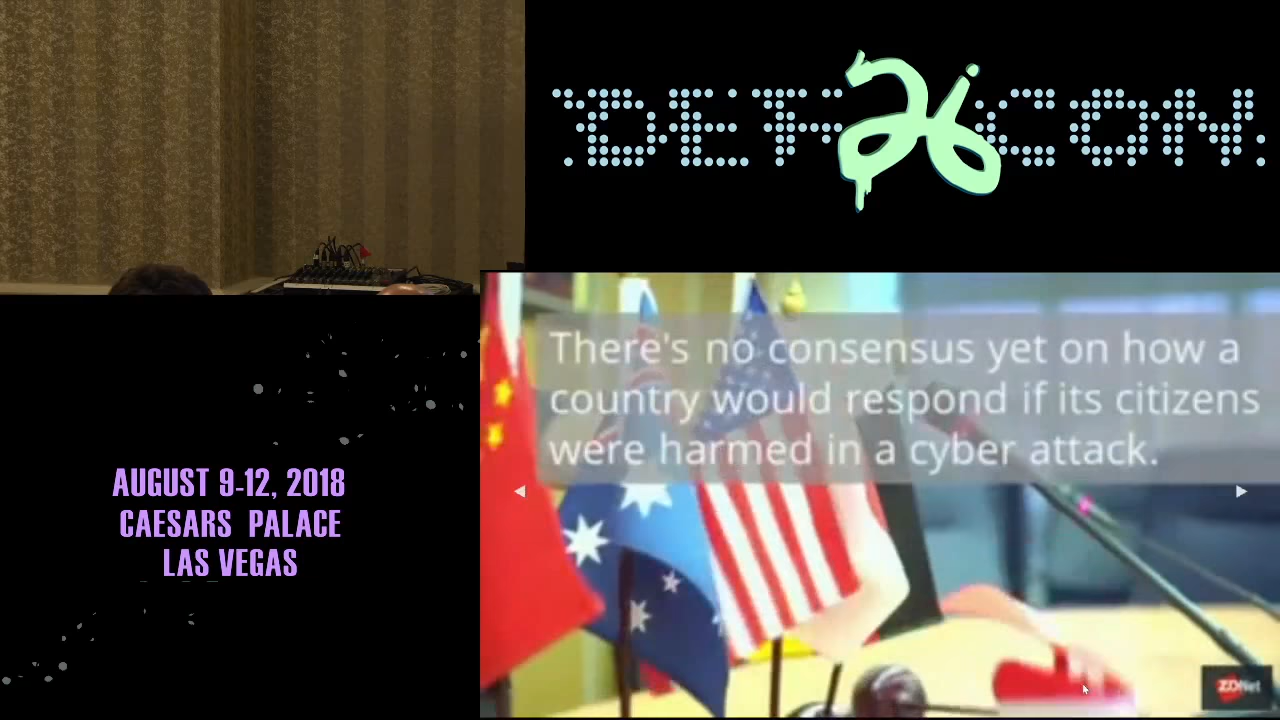 DEF 26 CON
There's no consensus yet on how a
country would respond if its citizens
were harmed in a cyber attack.
AUGUST 9-12, 2018
CAESARS PALACE
LAS VEGAS
ZDNet